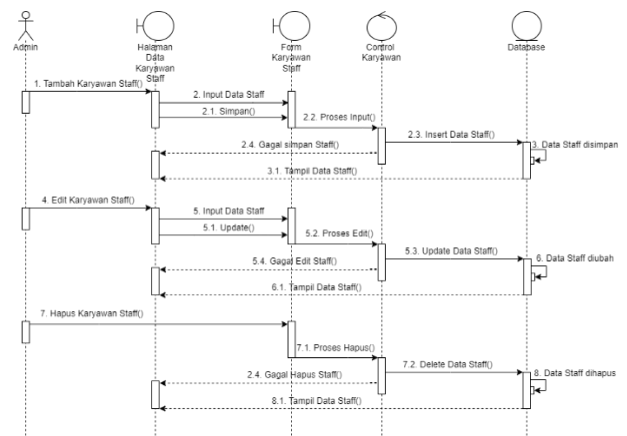 Admin
Halaman
Data
Karyawan
Staff
Form
Karyawan
Staff
Control
Karyawan
Database
1. Tambah Karyawan Staff()
2. Input Data Staff
2.1. Simpan()
2.2. Proses Input()
2.3. Insert Data Staff()
2.4. Gagal simpan Staff()
3. Data Staff disimpan
3.1. Tampil Data Staff()
4. Edit Karyawan Staff()
5. Input Data Staff
5.1. Update()
5.2. Proses Edit()
5.3. Update Data Staff()
5.4. Gagal Edit Staff()
6. Data Staff diubah
6.1. Tampil Data Staff()
7. Hapus Karyawan Staff()
7.1. Proses Hapus()
7.2. Delete Data Staff()
2.4. Gagal Hapus Staff()
8. Data Staff dihapus
8.1. Tampil Data Staff()